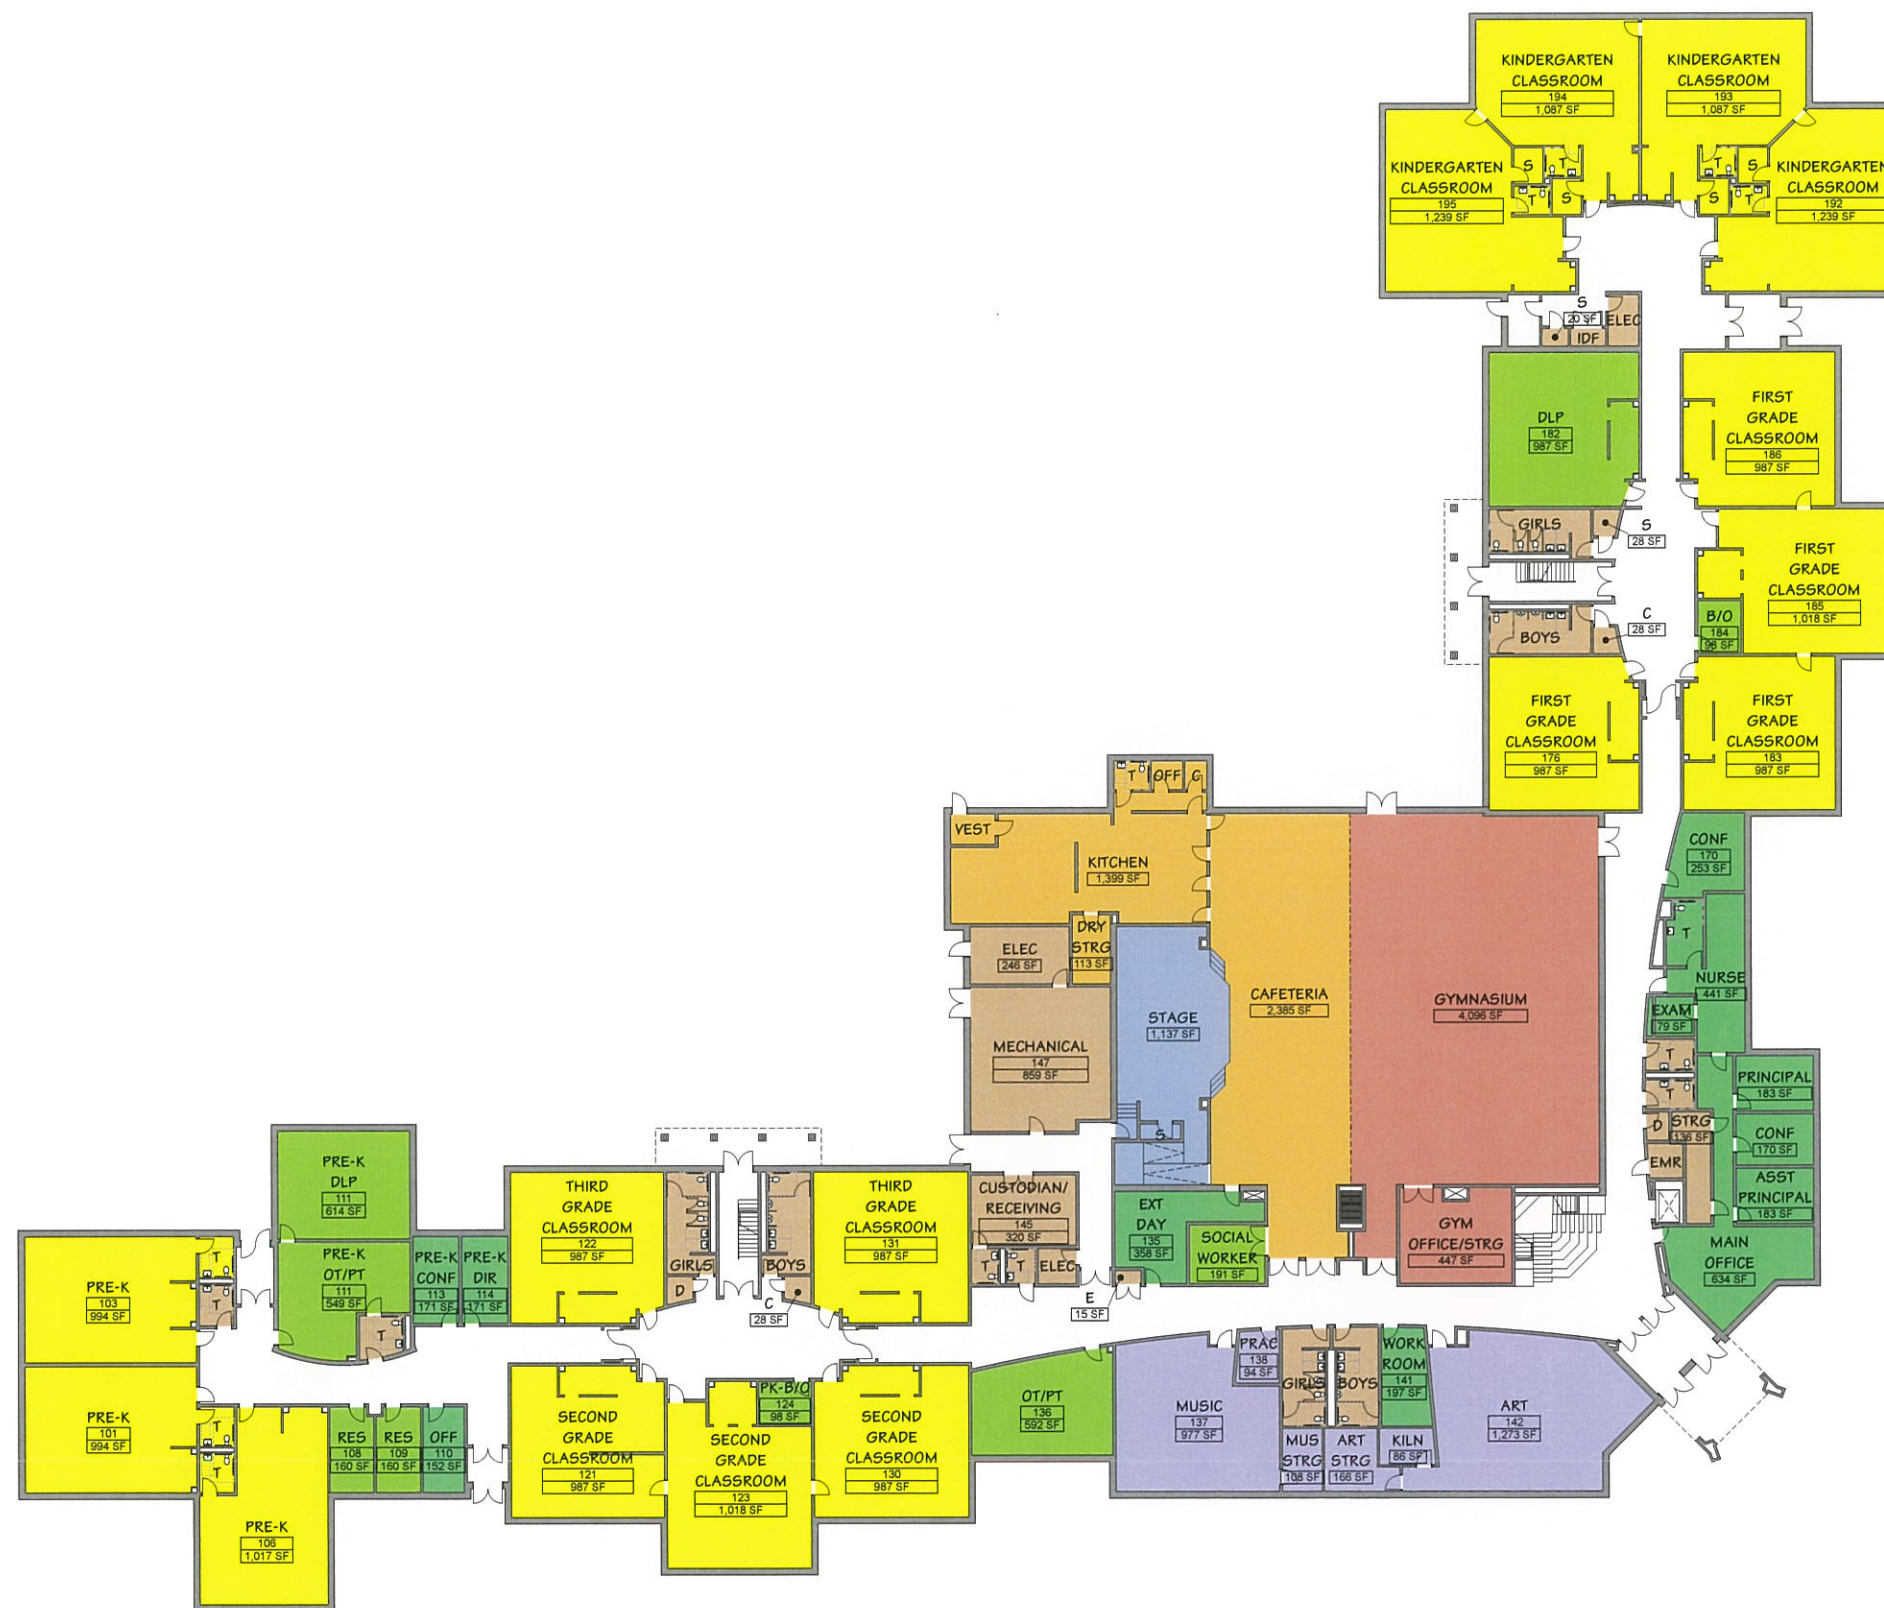 KINDERGARTEN
CLASSROOM
194
1,087 SF
KINDERGARTEN
CLASSROOM
193
1,087 SF
KINDERGARTEN
CLASSROOM
195
1,239 SF
S
T
T
S
T
S
S
T
KINDERGARTEN
CLASSROOM
192
1,239 SF
S
20 SF
IDF
ELEC
DLP
182
987 SF
FIRST
GRADE
CLASSROOM
186
987 SF
GIRLS
S
28 SF
FIRST
GRADE
CLASSROOM
185
1,018 SF
BOYS
C
28 SF
B/O
184
98 SF
FIRST
GRADE
CLASSROOM
176
987 SF
FIRST
GRADE
CLASSROOM
183
987 SF
T
OFF
C
VEST
KITCHEN
1,399 SF
DRY
STRG
113 SF
ELEC
246 SF
MECHANICAL
147
859 SF
STAGE
1,137 SF
S
CAFETERIA
2,385 SF
GYMNASIUM
4,096 SF
CONF
170
253 SF
T
NURSE
441 SF
EXAM
79 SF
T
T
PRINCIPAL
183 SF
D
STRG
136 SF
CONF
170 SF
EMR
ASST
PRINCIPAL
183 SF
MAIN
OFFICE
634 SF
PRE-K
DLP
111
614 SF
PRE-K
OT/PT
111
549 SF
T
PRE-K
CONF
113
171 SF
PRE-K
DIR
114
171 SF
THIRD
GRADE
CLASSROOM
122
987 SF
GIRLS
D
BOYS
C
28 SF
THIRD
GRADE
CLASSROOM
131
987 SF
CUSTODIAN/
RECEIVING
145
320 SF
T
T
ELEC
E
15 SF
EXT
DAY
135
358 SF
SOCIAL
WORKER
191 SF
GYM
OFFICE/STRG
447 SF
PRE-K
103
994 SF
T
T
PRE-K
101
994 SF
T
T
PRE-K
106
1,017 SF
RES
108
160 SF
RES
109
160 SF
OFF
110
152 SF
SECOND
GRADE
CLASSROOM
121
987 SF
PK-B/O
124
98 SF
SECOND
GRADE
CLASSROOM
123
1,018 SF
SECOND
GRADE
CLASSROOM
130
987 SF
OT/PT
136
592 SF
MUSIC
137
977 SF
PRAC
138
94 SF
GIRLS
BOYS
WORK
ROOM
141
197 SF
MUS
STRG
108 SF
ART
STRG
166 SF
KILN
86 SF
ART
142
1,273 SF